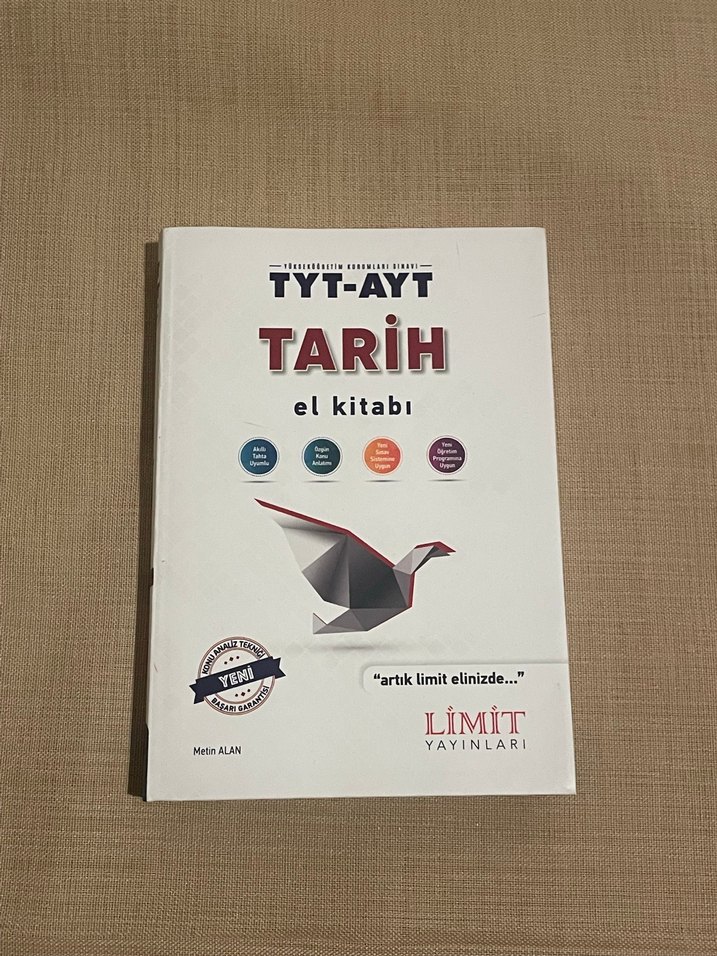 YÜKSEKÖĞRETİM KURUMLARI SINAVI
TYT-AYT
TARİH
el kitabı
Akıllı
Tahta
Uyumlu
Özgün
Konu
Anlatımı
Yeni
Sınav
Sistemine
Uygun
Yeni
Öğretim
Programına
Uygun
KONU ANALİZ TEKNİĞİ
YENİ
BAŞARI GARANTİSİ
"artık limit elinizde..."
LİMİT
YAYINLARI
Metin ALAN